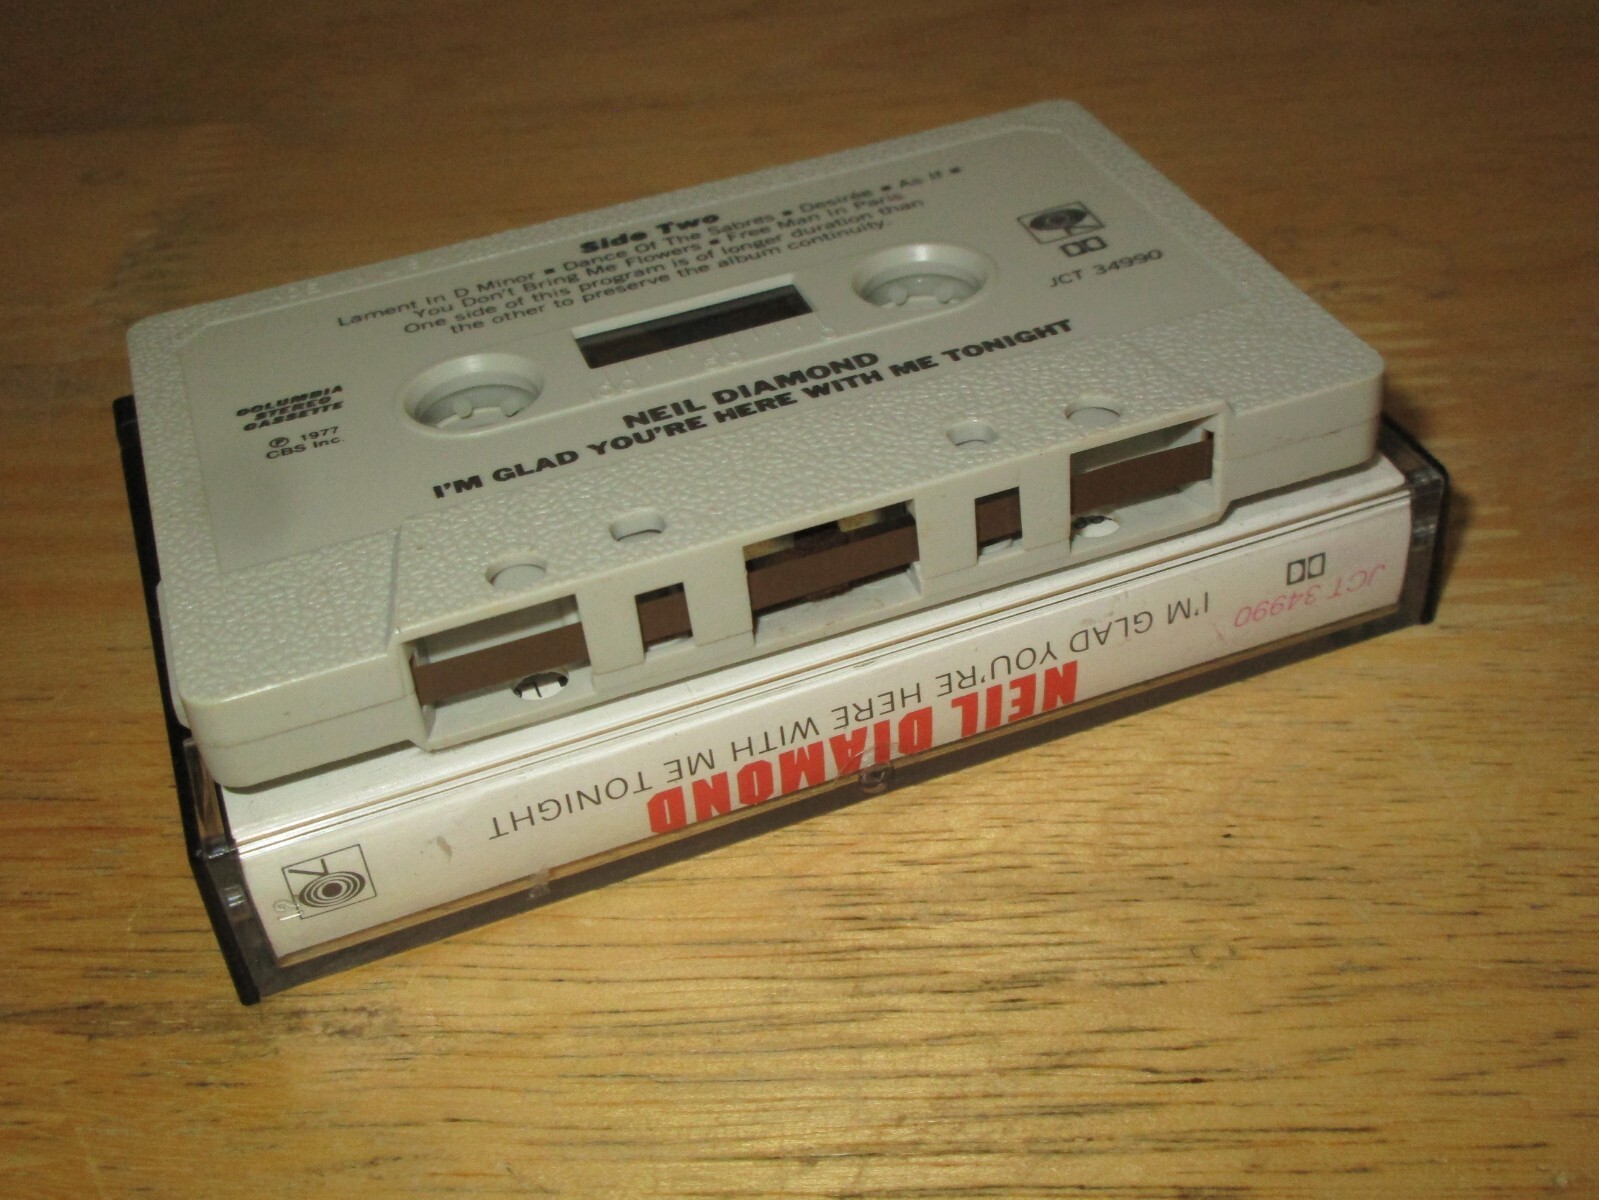 Side Two
Lament In D Minor ▪ Dance Of The Sabres ▪ Desirée ▪ As If ▪
You Don't Bring Me Flowers ▪ Free Man In Paris
One side of this program is of longer duration than
the other to preserve the album continuity.
COLUMBIA
STEREO
CASSETTE
℗ 1977
CBS Inc.
JCT 34990
NEIL DIAMOND
I'M GLAD YOU'RE HERE WITH ME TONIGHT
JCT 34990
NEIL DIAMOND
I'M GLAD YOU'RE HERE WITH ME TONIGHT